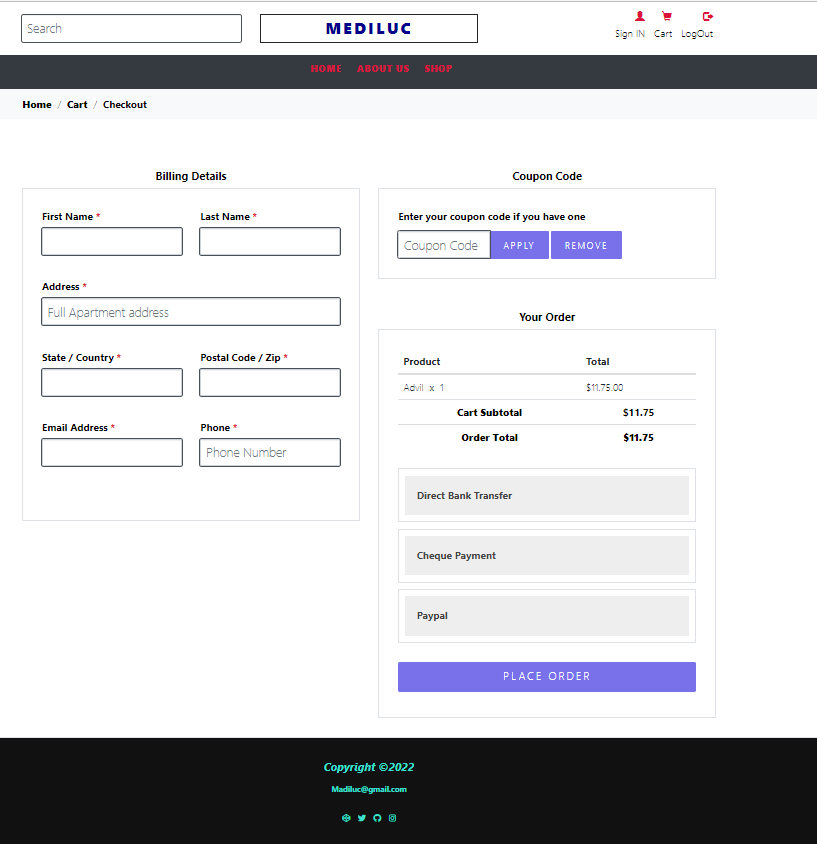 Search
MEDILUC
Sign IN Cart LogOut
HOME ABOUT US SHOP
Home / Cart / Checkout
Billing Details
First Name * Last Name *
Address *
Full Apartment address
State / Country * Postal Code / Zip *
Email Address * Phone *
Phone Number
Coupon Code
Enter your coupon code if you have one
Coupon Code APPLY REMOVE
Your Order
Product Total
Advil x 1 $11.75.00
Cart Subtotal $11.75
Order Total $11.75
Direct Bank Transfer
Cheque Payment
Paypal
PLACE ORDER
Copyright ©2022
Madiluc@gmail.com